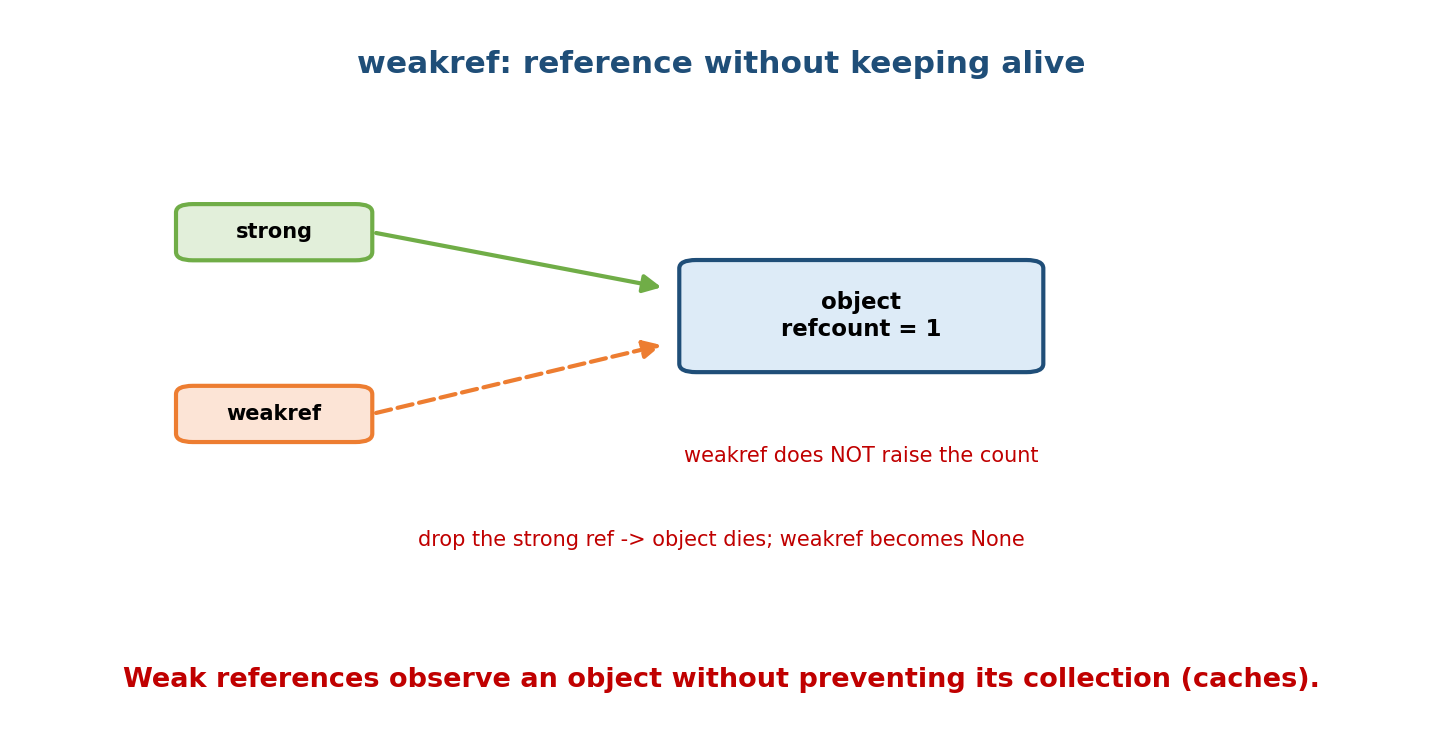 weakref: reference without keeping alive
strong
object
refcount = 1
weakref
weakref does NOT raise the count
drop the strong ref -> object dies; weakref becomes None
Weak references observe an object without preventing its collection (caches).